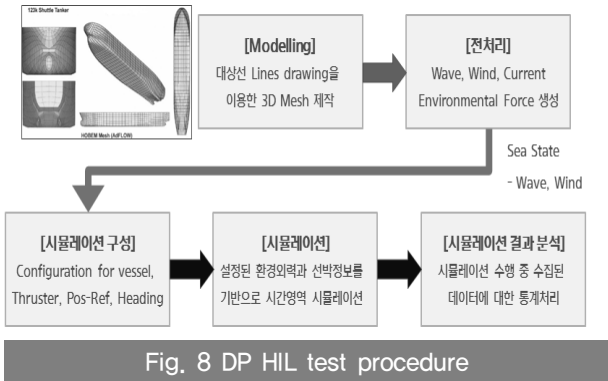 123k Shuttle Tanker
HOBEM Mesh (AdFLOW)
[Modelling]
대상선 Lines drawing을
이용한 3D Mesh 제작
[전처리]
Wave, Wind, Current
Environmental Force 생성
Sea State
- Wave, Wind
[시뮬레이션 구성]
Configuration for vessel,
Thruster, Pos-Ref, Heading
[시뮬레이션]
설정된 환경외력과 선박정보를
기반으로 시간영역 시뮬레이션
[시뮬레이션 결과 분석]
시뮬레이션 수행 중 수집된
데이터에 대한 통계처리
Fig. 8 DP HIL test procedure